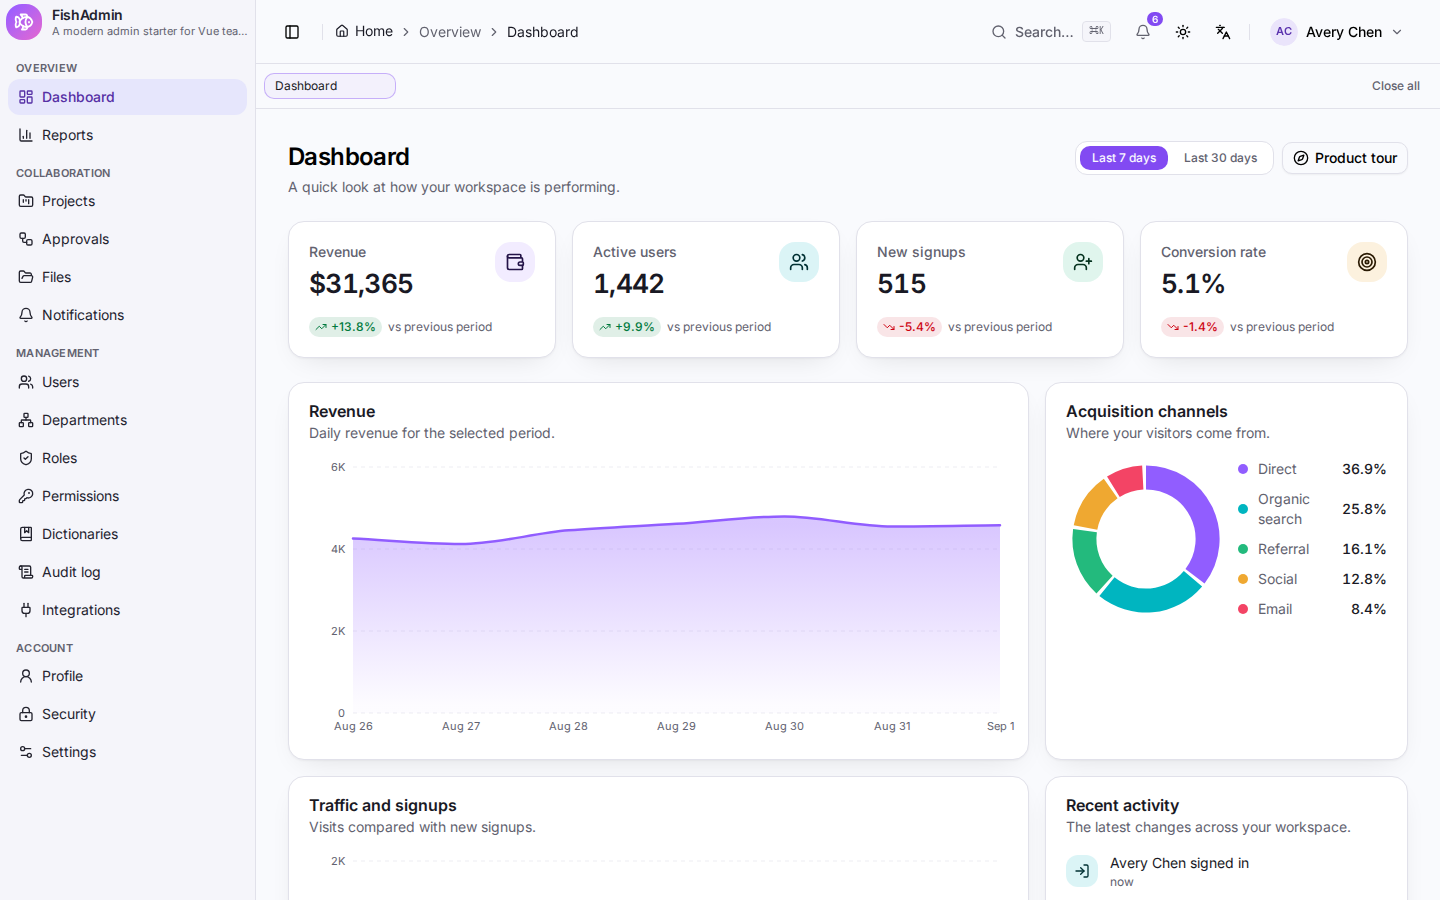 FishAdmin
A modern admin starter for Vue tea...
OVERVIEW
Dashboard
Reports
COLLABORATION
Projects
Approvals
Files
Notifications
MANAGEMENT
Users
Departments
Roles
Permissions
Dictionaries
Audit log
Integrations
ACCOUNT
Profile
Security
Settings
Home > Overview > Dashboard
Search... ⌘K
6
AC Avery Chen
Dashboard
Close all
Dashboard
A quick look at how your workspace is performing.
Last 7 days Last 30 days
Product tour
Revenue
$31,365
+13.8% vs previous period
Active users
1,442
+9.9% vs previous period
New signups
515
-5.4% vs previous period
Conversion rate
5.1%
-1.4% vs previous period
Revenue
Daily revenue for the selected period.
6K
4K
2K
0
Aug 26 Aug 27 Aug 28 Aug 29 Aug 30 Aug 31 Sep 1
Acquisition channels
Where your visitors come from.
Direct 36.9%
Organic
search 25.8%
Referral 16.1%
Social 12.8%
Email 8.4%
Traffic and signups
Visits compared with new signups.
2K
Recent activity
The latest changes across your workspace.
Avery Chen signed in
now